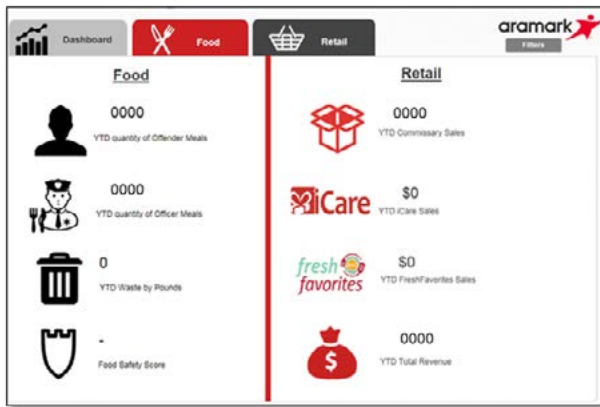 Dashboard
Food
Retail
aramark
Filters
Food
0000
YTD quantity of Offender Meals
0000
YTD quantity of Officer Meals
0
YTD Waste by Pounds
-
Food Safety Score
Retail
0000
YTD Commissary Sales
iCare
$0
YTD iCare Sales
fresh
favorites
$0
YTD FreshFavorites Sales
$
0000
YTD Total Revenue